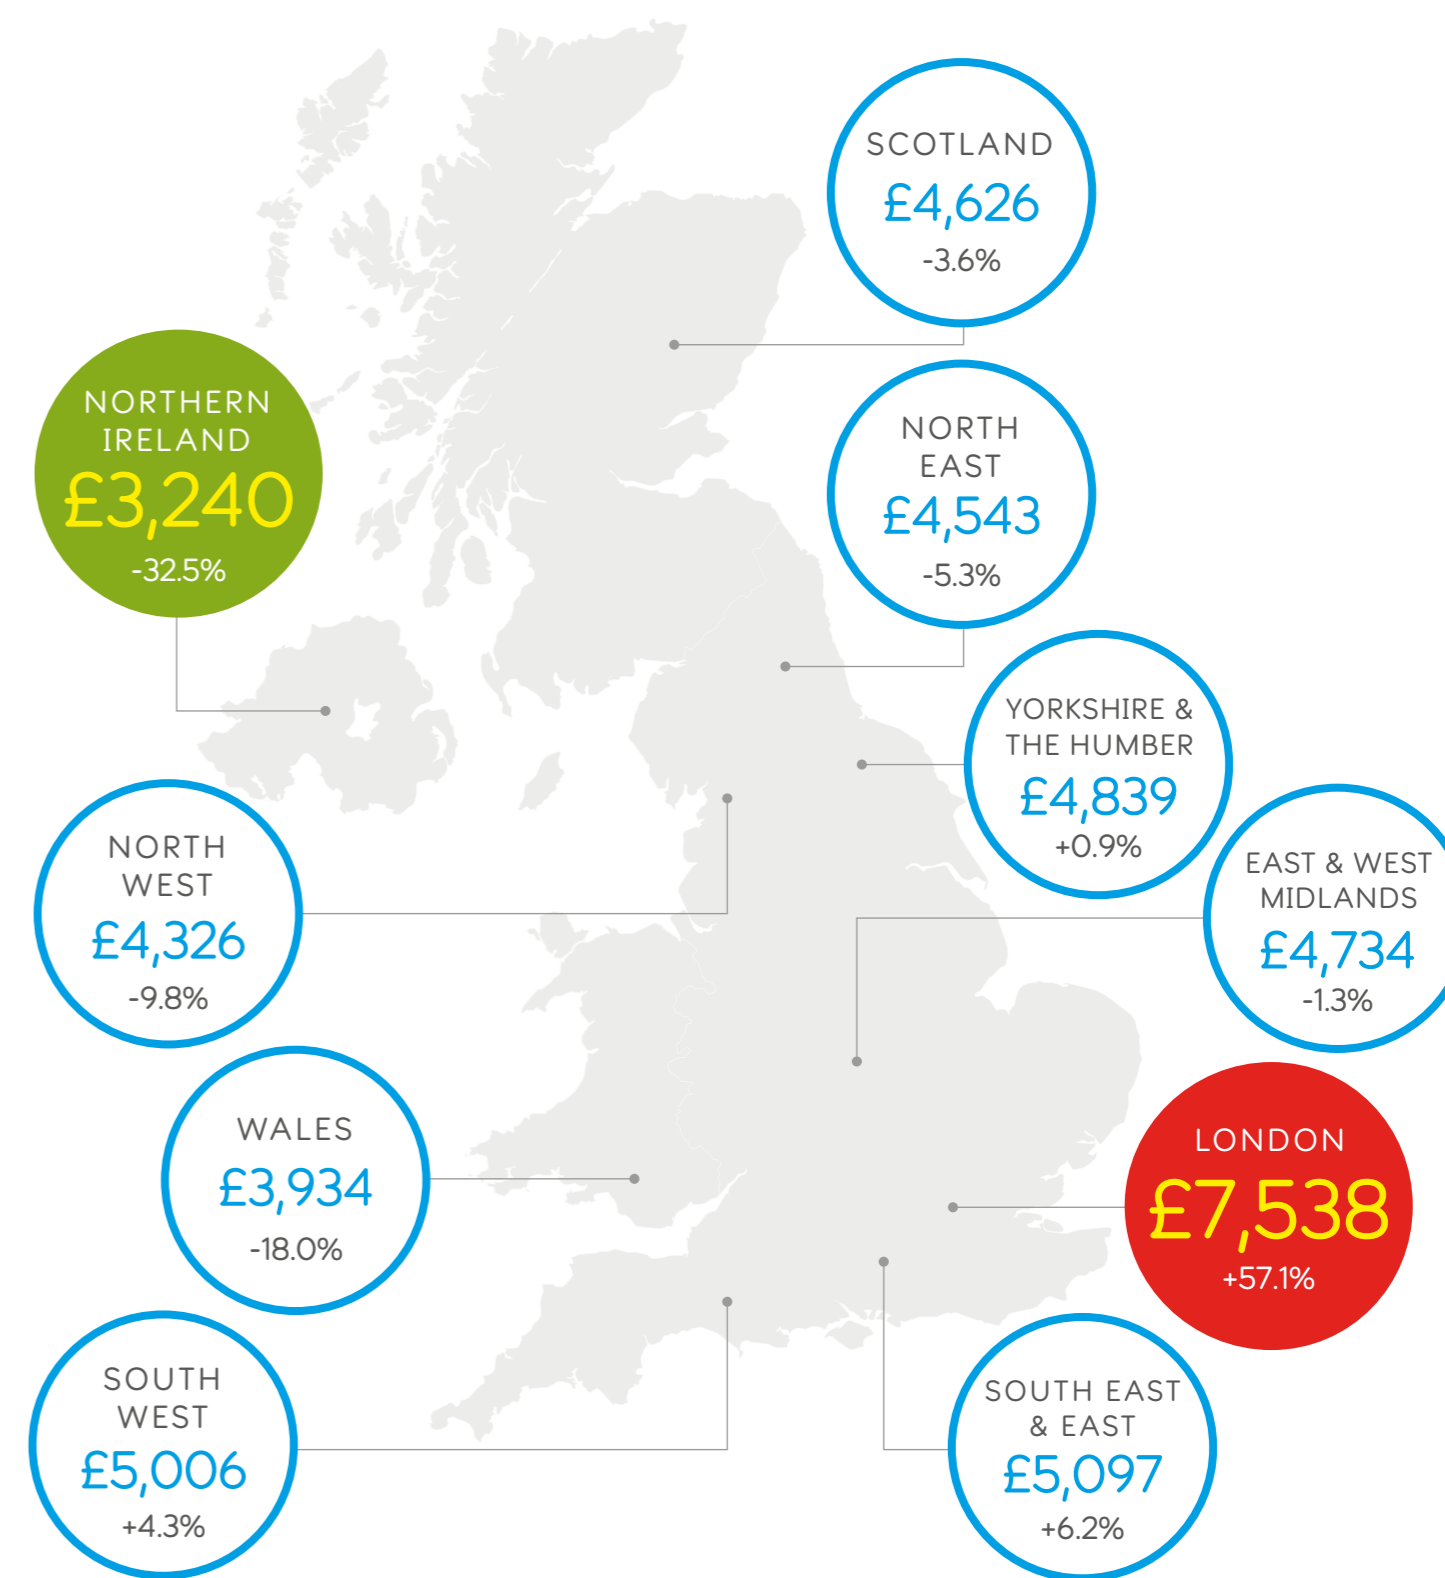 SCOTLAND
£4,626
-3.6%
NORTHERN
IRELAND
£3,240
-32.5%
NORTH
EAST
£4,543
-5.3%
YORKSHIRE &
THE HUMBER
£4,839
+0.9%
NORTH
WEST
£4,326
-9.8%
EAST & WEST
MIDLANDS
£4,734
-1.3%
WALES
£3,934
-18.0%
LONDON
£7,538
+57.1%
SOUTH
WEST
£5,006
+4.3%
SOUTH EAST
& EAST
£5,097
+6.2%